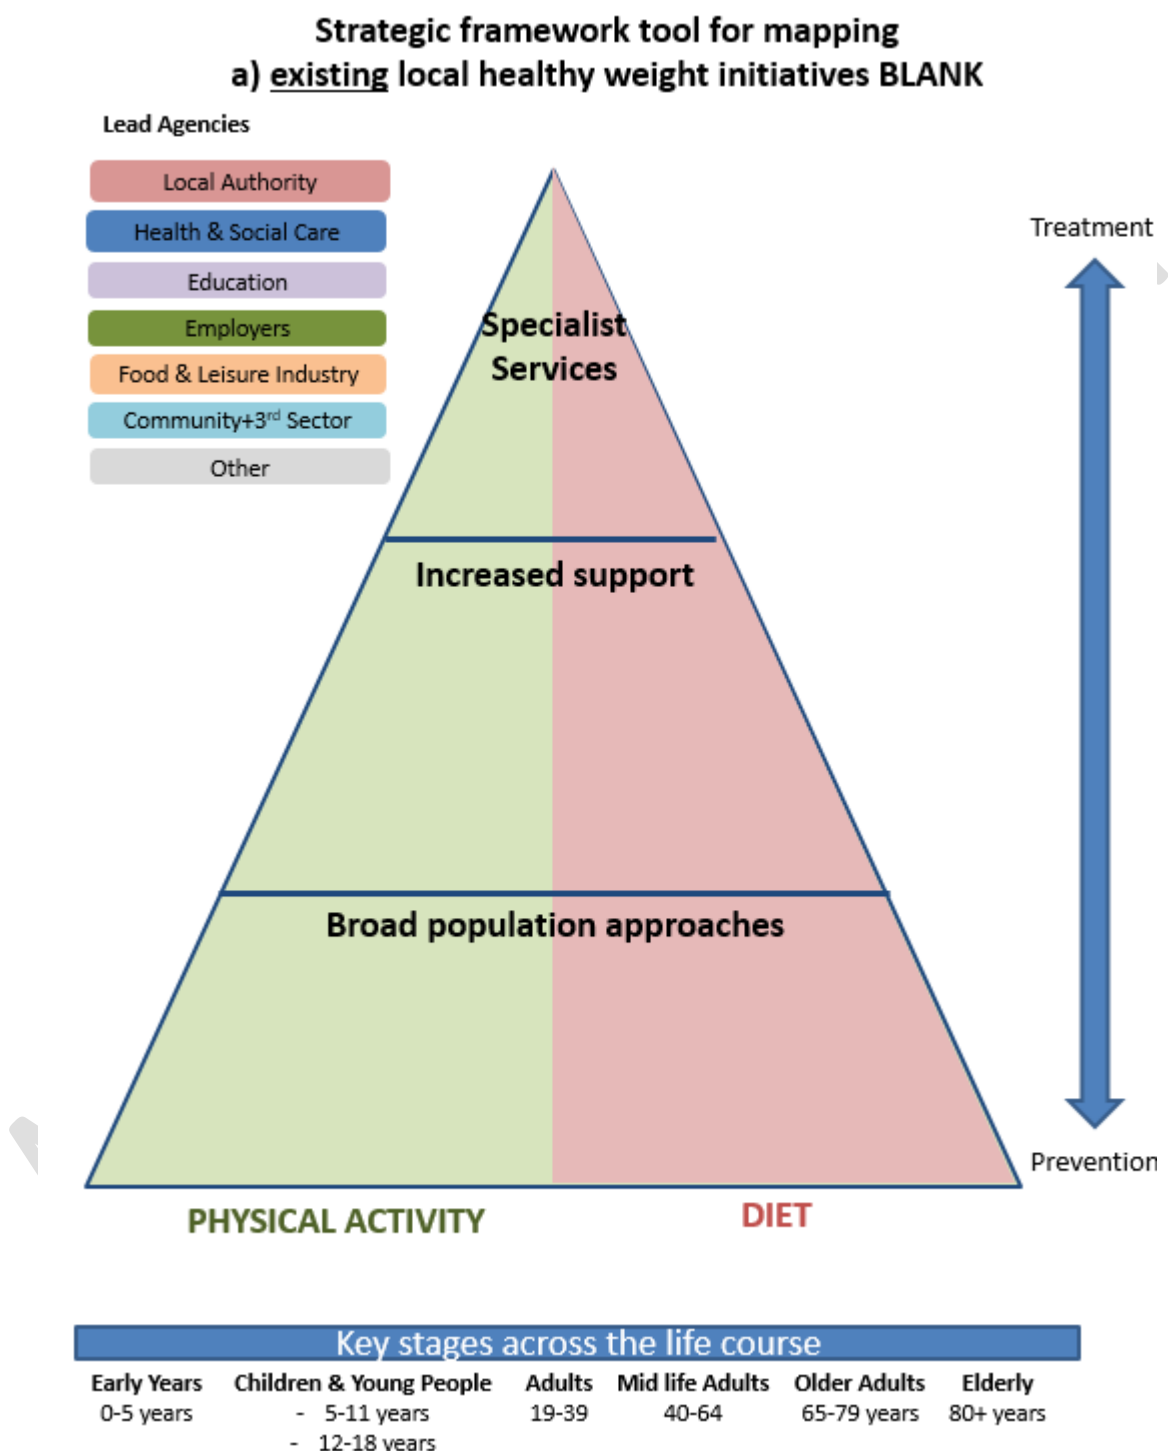 Strategic framework tool for mapping
a) existing local healthy weight initiatives BLANK
Lead Agencies
Local Authority
Health & Social Care
Education
Employers
Food & Leisure Industry
Community+3rd Sector
Other
Treatment
Specialist
Services
Increased support
Broad population approaches
Prevention
PHYSICAL ACTIVITY
DIET
Key stages across the life course
Early Years Children & Young People Adults Mid life Adults Older Adults Elderly
0-5 years - 5-11 years 19-39 40-64 65-79 years 80+ years
- 12-18 years